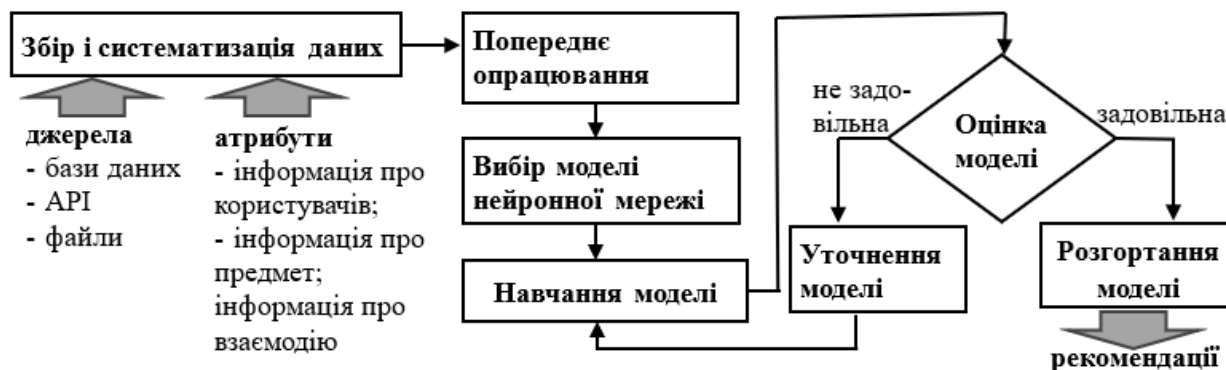 Збір і систематизація даних
джерела
- бази даних
- API
- файли
атрибути
- інформація про
користувачів;
- інформація про
предмет;
інформація про
взаємодію
Попереднє
опрацювання
Вибір моделі
нейронної мережі
Навчання моделі
Оцінка
моделі
не задо-
вільна
задовільна
Уточнення
моделі
Розгортання
моделі
рекомендації